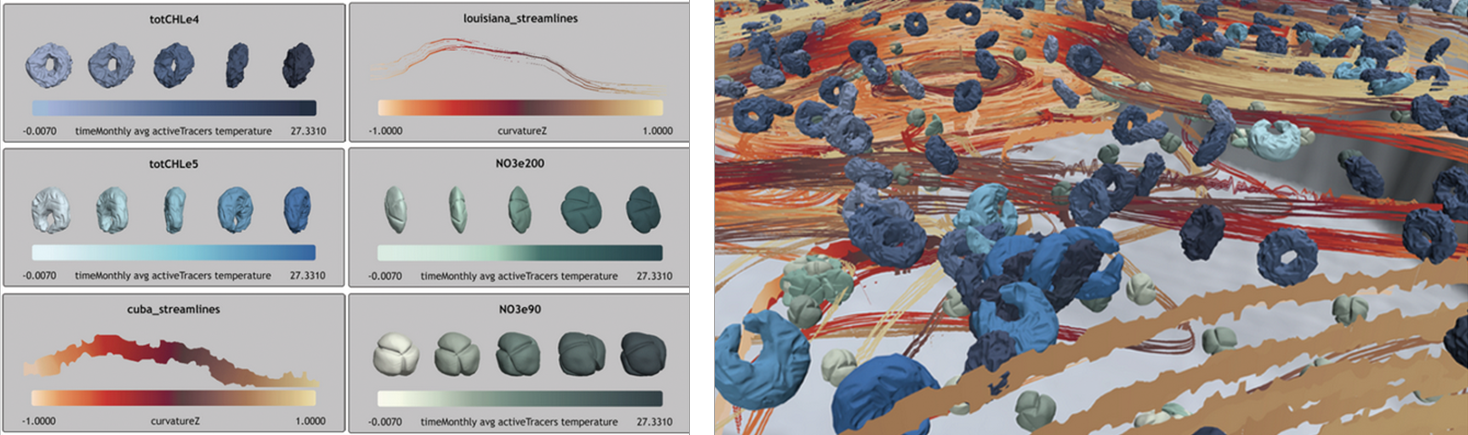 totCHLe4
-0.0070 timeMonthly avg activeTracers temperature 27.3310
louisiana_streamlines
-1.0000 curvatureZ 1.0000
totCHLe5
-0.0070 timeMonthly avg activeTracers temperature 27.3310
NO3e200
-0.0070 timeMonthly avg activeTracers temperature 27.3310
cuba_streamlines
-1.0000 curvatureZ 1.0000
NO3e90
-0.0070 timeMonthly avg activeTracers temperature 27.3310